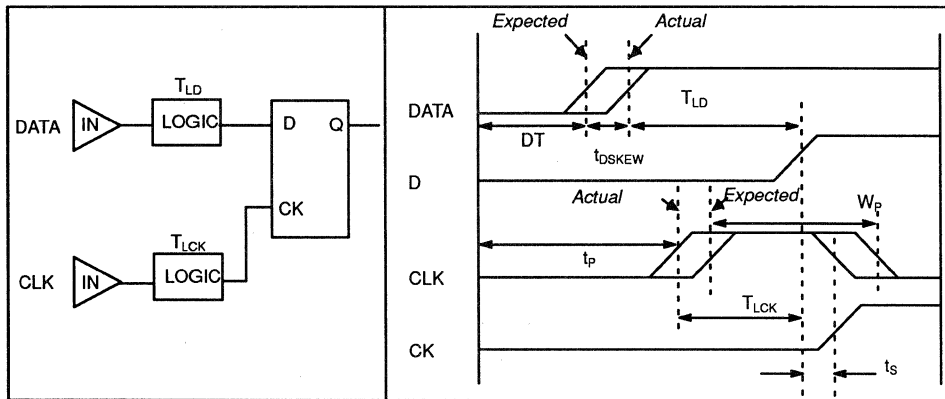 T_LD
DATA IN LOGIC D Q
CK
T_LCK
CLK IN LOGIC
Expected Actual
DATA
T_LD
DT
t_DSKEW
D
Actual Expected
W_P
t_P
CLK
T_LCK
CK
t_S